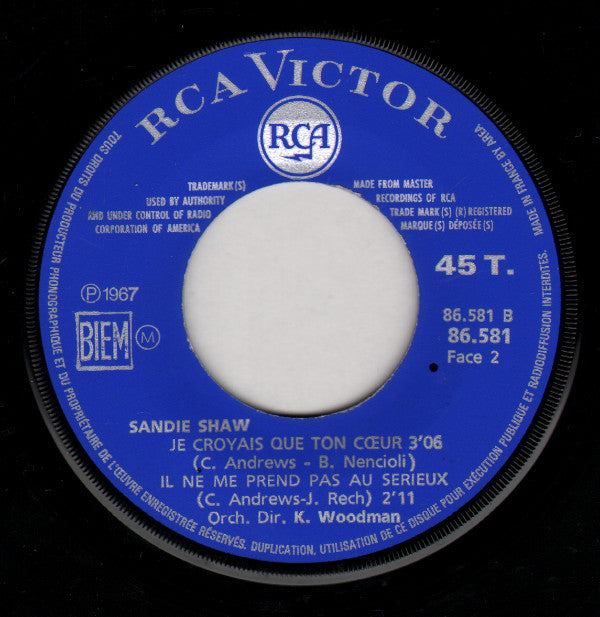 RCA VICTOR
RCA
TRADEMARK(S)
USED BY AUTHORITY
AND UNDER CONTROL OF RADIO
CORPORATION OF AMERICA
MADE FROM MASTER
RECORDINGS OF RCA
TRADE MARK(S) (R) REGISTERED
MARQUE(S) DÉPOSÉE(S)
45 T.
℗ 1967
BIEM M
86.581 B
86.581
Face 2
SANDIE SHAW
JE CROYAIS QUE TON CŒUR 3'06
(C. Andrews - B. Nencioli)
IL NE ME PREND PAS AU SERIEUX
(C. Andrews-J. Rech) 2'11
Orch. Dir. K. Woodman
TOUS DROITS DU PRODUCTEUR PHONOGRAPHIQUE ET DU PROPRIÉTAIRE DE L'ŒUVRE ENREGISTRÉE RÉSERVÉS. DUPLICATION, UTILISATION DE CE DISQUE POUR EXÉCUTION PUBLIQUE ET RADIODIFFUSION INTERDITES. MADE IN FRANCE BY AREA